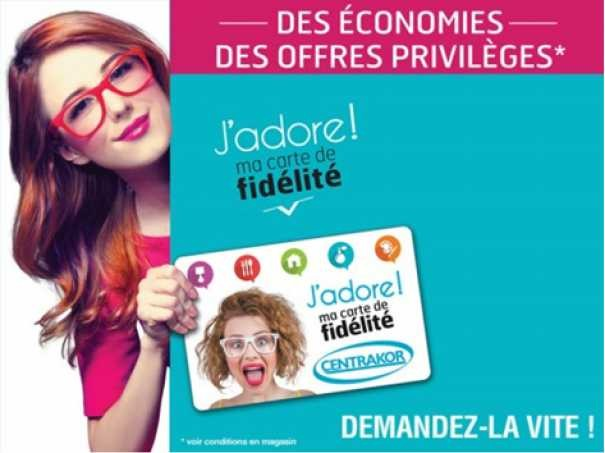 DES ÉCONOMIES
DES OFFRES PRIVILÈGES*
J'adore!
ma carte de
fidélité
J'adore!
ma carte de
fidélité
CENTRAKOR
DEMANDEZ-LA VITE !
* voir conditions en magasin